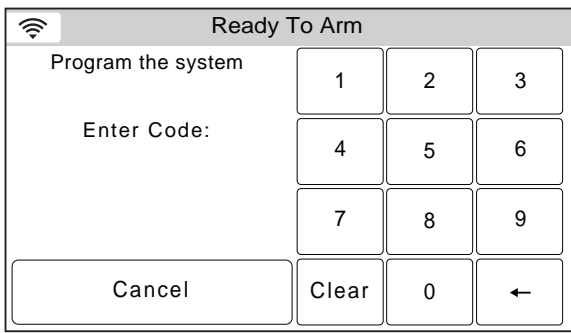 Ready To Arm
Program the system
1 2 3
Enter Code:
4 5 6
7 8 9
Cancel Clear 0 ←